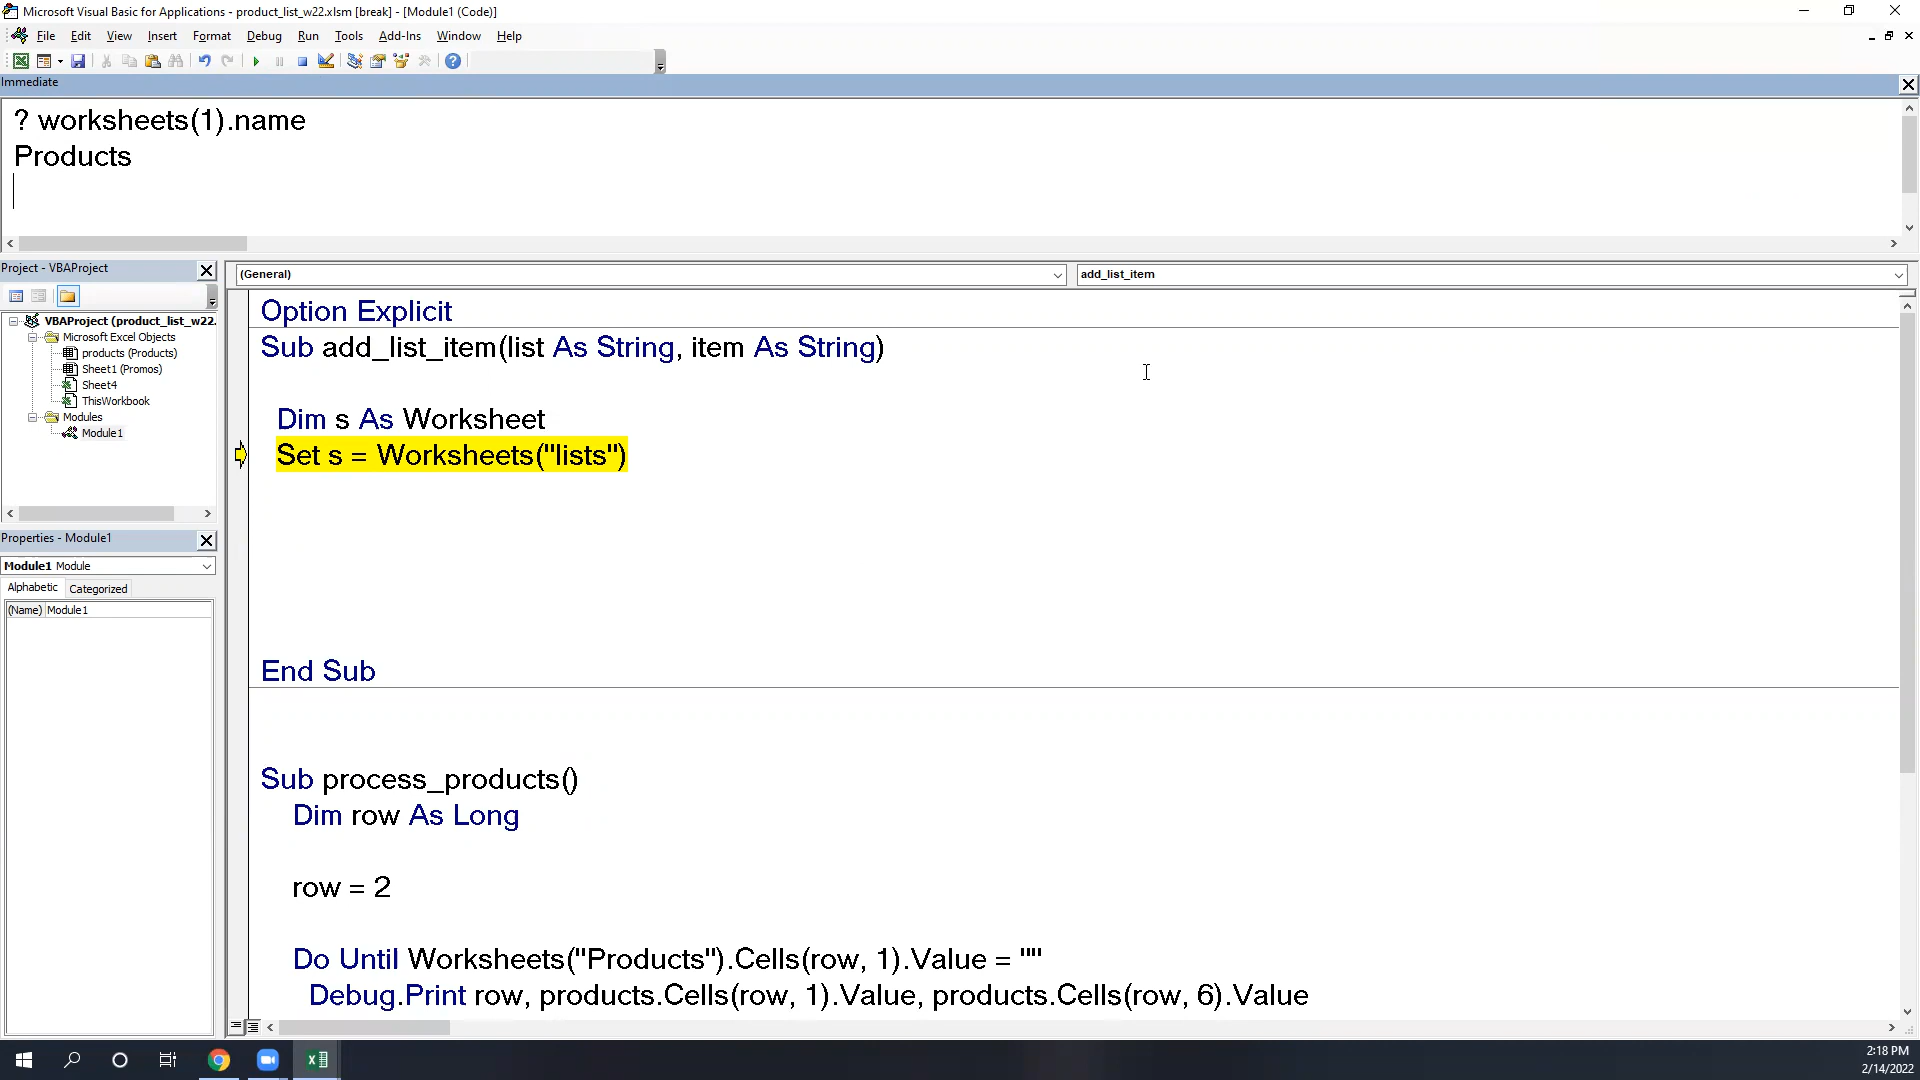 Microsoft Visual Basic for Applications - product_list_w22.xlsm [break] - [Module1 (Code)]
File Edit View Insert Format Debug Run Tools Add-Ins Window Help
Immediate
? worksheets(1).name
Products
Project - VBAProject
VBAProject (product_list_w22.
Microsoft Excel Objects
products (Products)
Sheet1 (Promos)
Sheet4
ThisWorkbook
Modules
Module1
Properties - Module1
Module1 Module
Alphabetic Categorized
(Name) Module1
(General) add_list_item
Option Explicit
Sub add_list_item(list As String, item As String)
Dim s As Worksheet
Set s = Worksheets("lists")
End Sub
Sub process_products()
Dim row As Long
row = 2
Do Until Worksheets("Products").Cells(row, 1).Value = ""
Debug.Print row, products.Cells(row, 1).Value, products.Cells(row, 6).Value
2:18 PM
2/14/2022